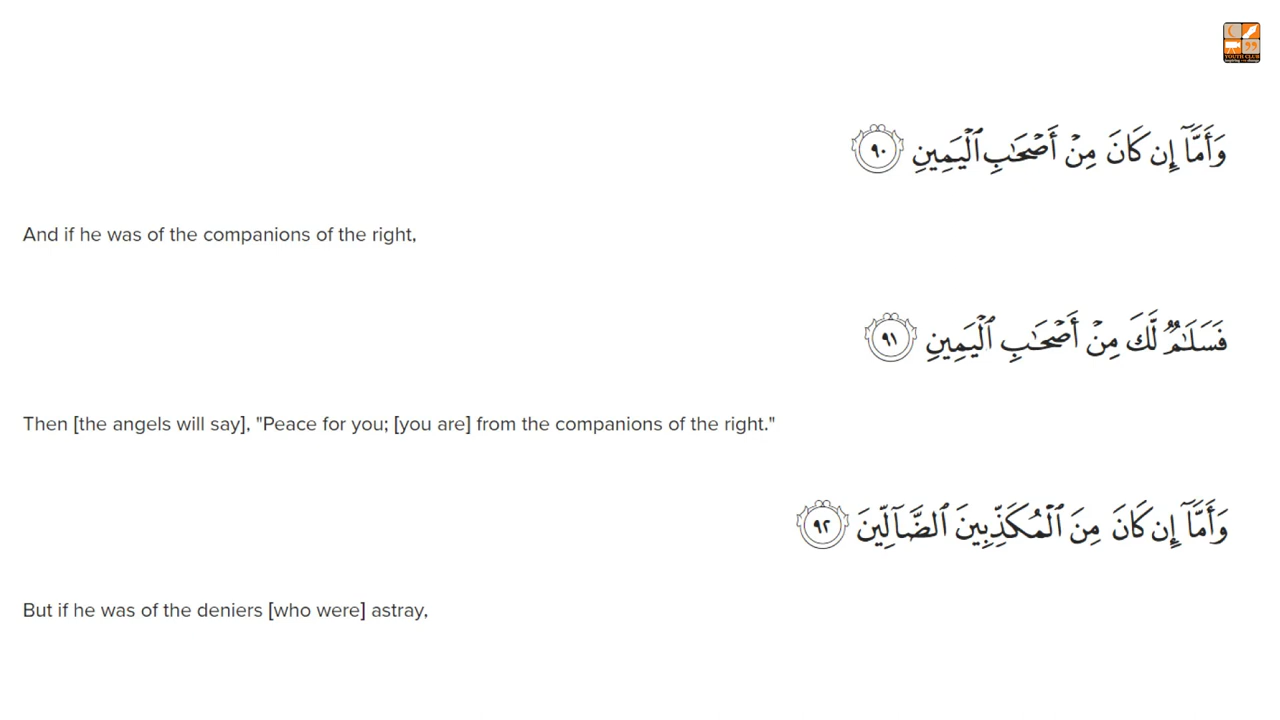 YOUTH CLUB
وَأَمَّآ إِن كَانَ مِنْ أَصْحَٰبِ ٱلْيَمِينِ ٩٠
And if he was of the companions of the right,
فَسَلَٰمٌ لَّكَ مِنْ أَصْحَٰبِ ٱلْيَمِينِ ٩١
Then [the angels will say], "Peace for you; [you are] from the companions of the right."
وَأَمَّآ إِن كَانَ مِنَ ٱلْمُكَذِّبِينَ ٱلضَّآلِّينَ ٩٢
But if he was of the deniers [who were] astray,